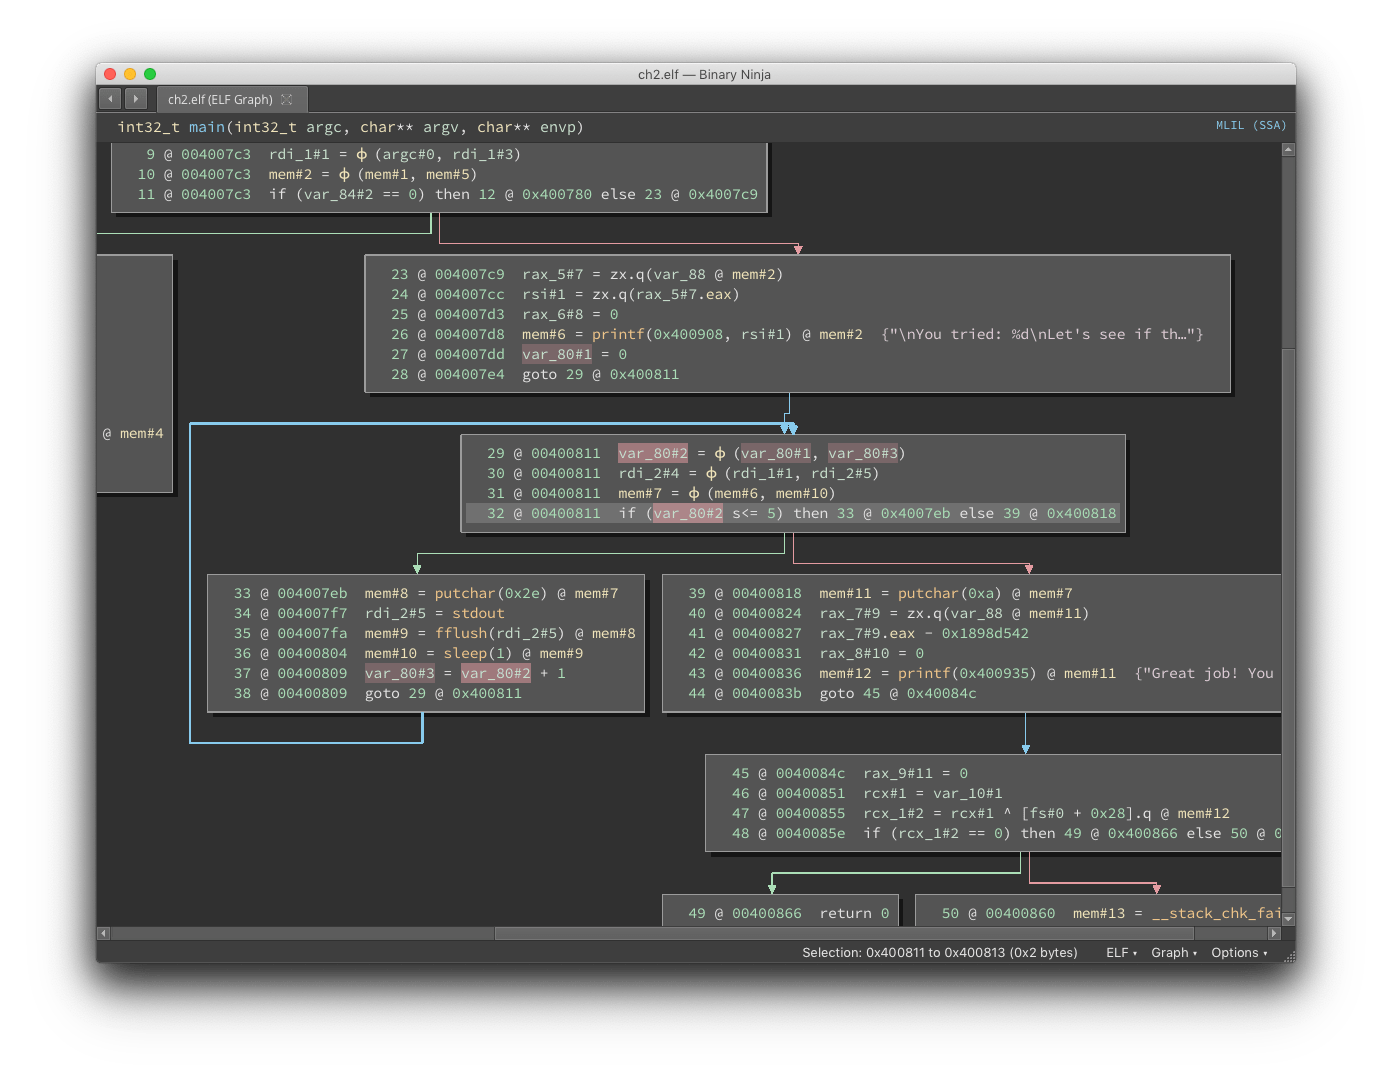 ch2.elf — Binary Ninja
ch2.elf (ELF Graph)
int32_t main(int32_t argc, char** argv, char** envp)
MLIL (SSA)
9 @ 004007c3 rdi_1#1 = ϕ (argc#0, rdi_1#3)
10 @ 004007c3 mem#2 = ϕ (mem#1, mem#5)
11 @ 004007c3 if (var_84#2 == 0) then 12 @ 0x400780 else 23 @ 0x4007c9
@ mem#4
23 @ 004007c9 rax_5#7 = zx.q(var_88 @ mem#2)
24 @ 004007cc rsi#1 = zx.q(rax_5#7.eax)
25 @ 004007d3 rax_6#8 = 0
26 @ 004007d8 mem#6 = printf(0x400908, rsi#1) @ mem#2 {"\nYou tried: %d\nLet's see if th…"}
27 @ 004007dd var_80#1 = 0
28 @ 004007e4 goto 29 @ 0x400811
29 @ 00400811 var_80#2 = ϕ (var_80#1, var_80#3)
30 @ 00400811 rdi_2#4 = ϕ (rdi_1#1, rdi_2#5)
31 @ 00400811 mem#7 = ϕ (mem#6, mem#10)
32 @ 00400811 if (var_80#2 s<= 5) then 33 @ 0x4007eb else 39 @ 0x400818
33 @ 004007eb mem#8 = putchar(0x2e) @ mem#7
34 @ 004007f7 rdi_2#5 = stdout
35 @ 004007fa mem#9 = fflush(rdi_2#5) @ mem#8
36 @ 00400804 mem#10 = sleep(1) @ mem#9
37 @ 00400809 var_80#3 = var_80#2 + 1
38 @ 00400809 goto 29 @ 0x400811
39 @ 00400818 mem#11 = putchar(0xa) @ mem#7
40 @ 00400824 rax_7#9 = zx.q(var_88 @ mem#11)
41 @ 00400827 rax_7#9.eax - 0x1898d542
42 @ 00400831 rax_8#10 = 0
43 @ 00400836 mem#12 = printf(0x400935) @ mem#11 {"Great job! You
44 @ 0040083b goto 45 @ 0x40084c
45 @ 0040084c rax_9#11 = 0
46 @ 00400851 rcx#1 = var_10#1
47 @ 00400855 rcx_1#2 = rcx#1 ^ [fs#0 + 0x28].q @ mem#12
48 @ 0040085e if (rcx_1#2 == 0) then 49 @ 0x400866 else 50 @ 0
49 @ 00400866 return 0
50 @ 00400860 mem#13 = __stack_chk_fai
Selection: 0x400811 to 0x400813 (0x2 bytes)
ELF
Graph
Options